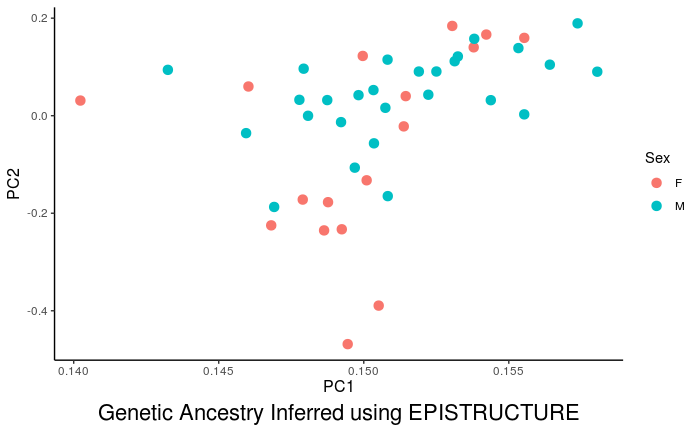 0.2
0.0
-0.2
-0.4
PC2
0.140
0.145
0.150
0.155
PC1
Sex
F
M
Genetic Ancestry Inferred using EPISTRUCTURE